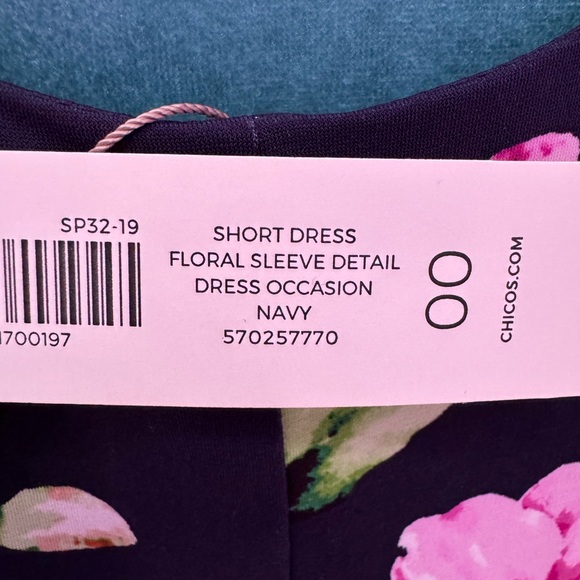 SP32-19
1700197
SHORT DRESS
FLORAL SLEEVE DETAIL
DRESS OCCASION
NAVY
570257770
00
CHICOS.COM